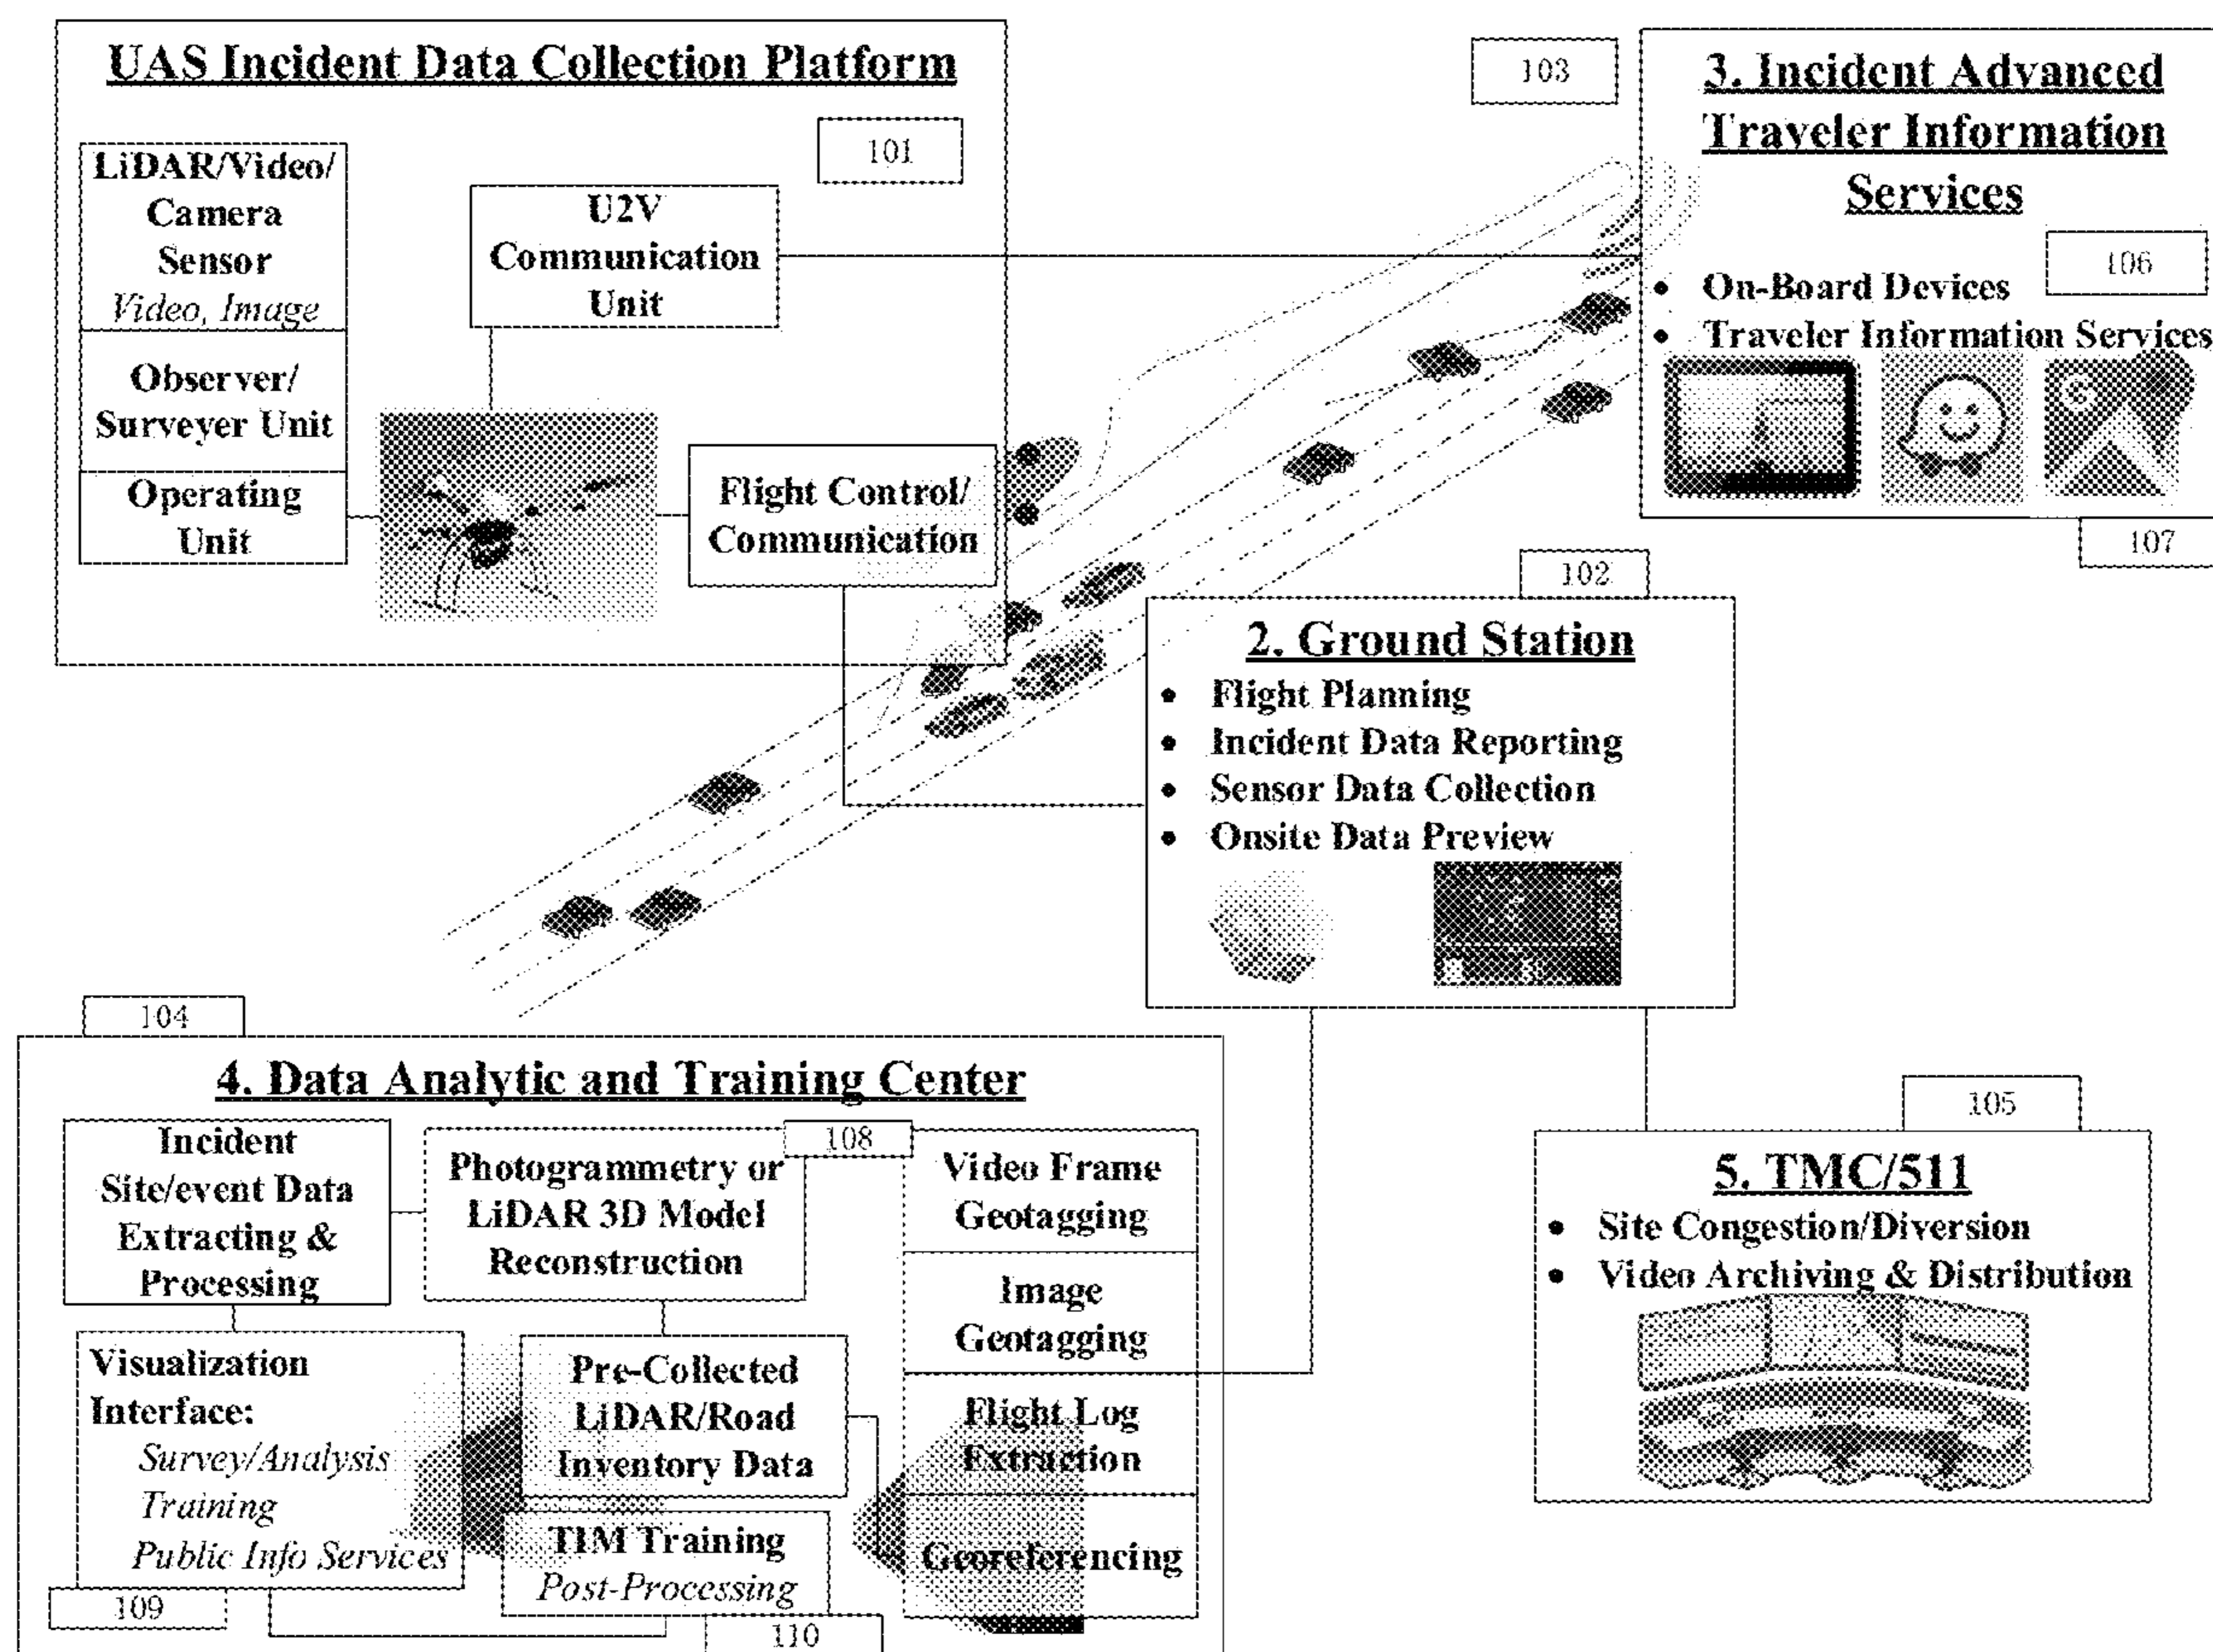 UAS Incident Data Collection Platform
101
LiDAR/Video/
Camera
Sensor
Video, Image
Observer/
Surveyer Unit
Operating
Unit
U2V
Communication
Unit
Flight Control/
Communication
103
3. Incident Advanced
Traveler Information
Services
106
• On-Board Devices
• Traveler Information Services
G
107
102
2. Ground Station
• Flight Planning
• Incident Data Reporting
• Sensor Data Collection
• Onsite Data Preview
104
4. Data Analytic and Training Center
Incident
Site/event Data
Extracting &
Processing
108
Photogrammetry or
LiDAR 3D Model
Reconstruction
Video Frame
Geotagging
Image
Geotagging
Flight Log
Extraction
Georeferencing
Visualization
Interface:
Survey/Analysis
Training
Public Info Services
109
Pre-Collected
LiDAR/Road
Inventory Data
TIM Training
Post-Processing
110
105
5. TMC/511
• Site Congestion/Diversion
• Video Archiving & Distribution